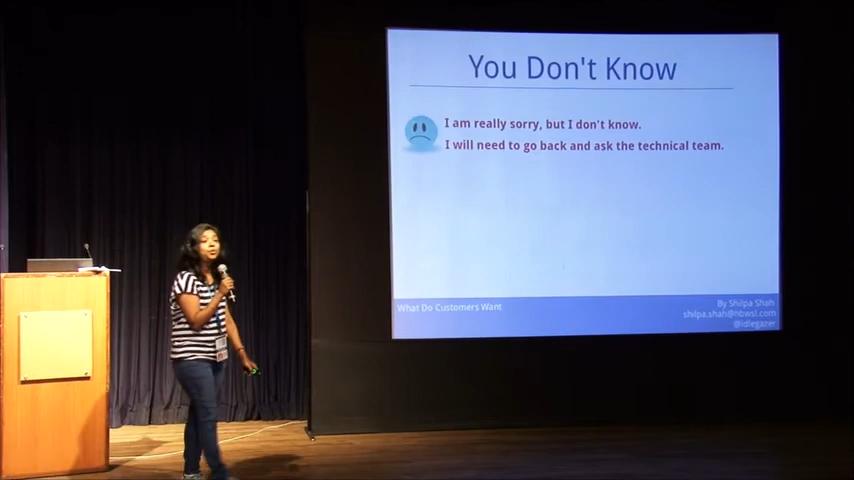 You Don't Know
I am really sorry, but I don't know.
I will need to go back and ask the technical team.
What Do Customers Want
By Shilpa Shah
shilpa.shah@nbwsl.com
@idlegazer